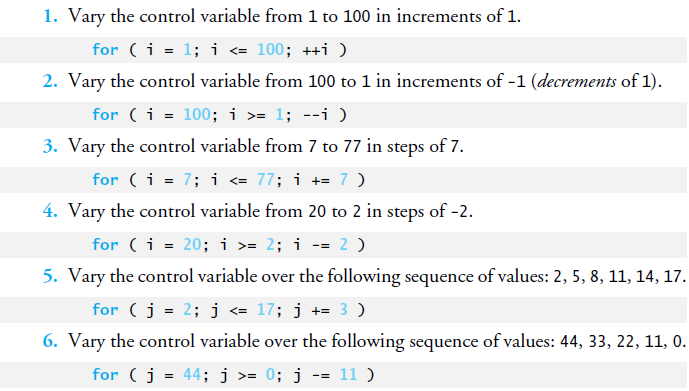 1. Vary the control variable from 1 to 100 in increments of 1.
for ( i = 1; i <= 100; ++i )
2. Vary the control variable from 100 to 1 in increments of -1 (decrements of 1).
for ( i = 100; i >= 1; --i )
3. Vary the control variable from 7 to 77 in steps of 7.
for ( i = 7; i <= 77; i += 7 )
4. Vary the control variable from 20 to 2 in steps of -2.
for ( i = 20; i >= 2; i -= 2 )
5. Vary the control variable over the following sequence of values: 2, 5, 8, 11, 14, 17.
for ( j = 2; j <= 17; j += 3 )
6. Vary the control variable over the following sequence of values: 44, 33, 22, 11, 0.
for ( j = 44; j >= 0; j -= 11 )